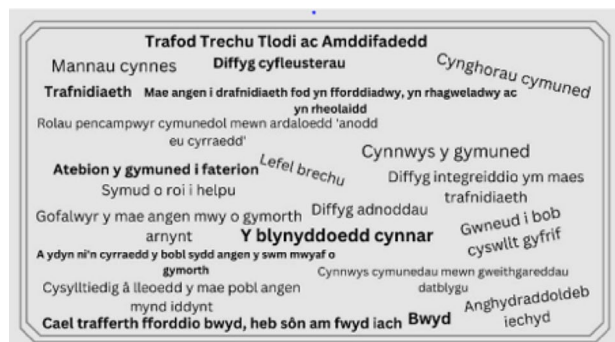 Trafod Trechu Tlodi ac Amddifadedd
Mannau cynnes
Diffyg cyfleusterau
Cynghorau cymuned
Trafnidiaeth
Mae angen i drafnidiaeth fod yn fforddiadwy, yn rhagweladwy ac
yn rheolaidd
Rolau pencampwyr cymunedol mewn ardaloedd 'anodd
eu cyrraedd'
Cynnwys y gymuned
Atebion y gymuned i faterion
Lefel brechu
Symud o roi i helpu
Diffyg integreiddio ym maes
trafnidiaeth
Gofalwyr y mae angen mwy o gymorth
arnynt
Diffyg adnoddau
Gwneud i bob
cyswllt gyfrif
Y blynyddoedd cynnar
A ydyn ni'n cyrraedd y bobl sydd angen y swm mwyaf o
gymorth
Cynnwys cymunedau mewn gweithgareddau
datblygu
Cysylltiedig â lleoedd y mae pobl angen
mynd iddynt
Anghydraddoldeb
iechyd
Cael trafferth fforddio bwyd, heb sôn am fwyd iach
Bwyd